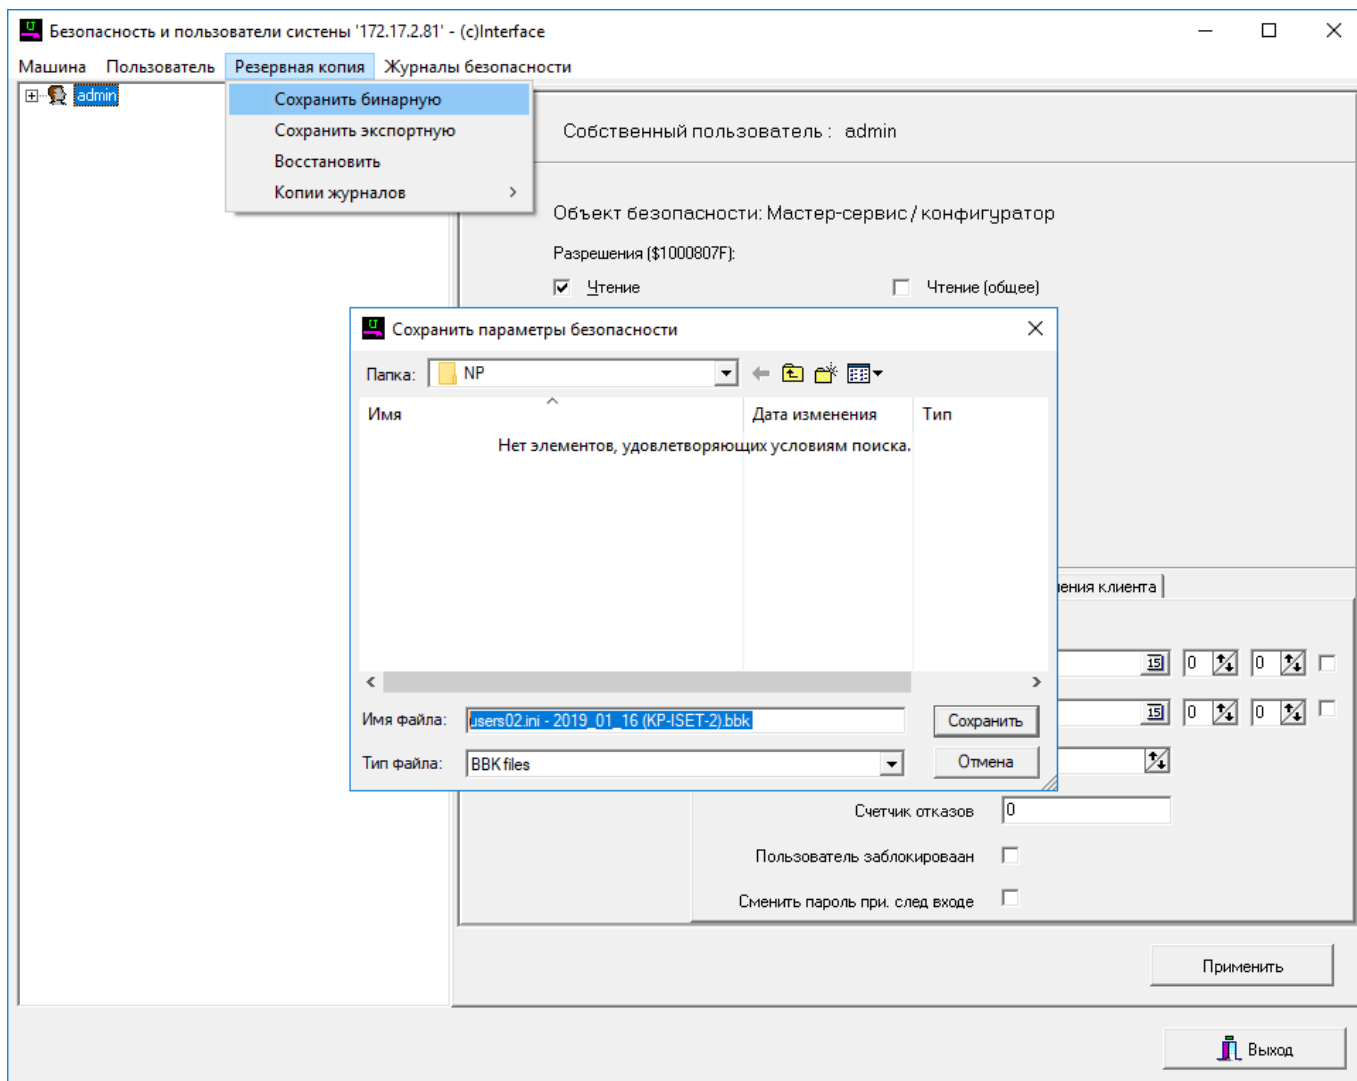 Безопасность и пользователи системы '172.17.2.81' - (c)Interface
Машина Пользователь Резервная копия Журналы безопасности
admin
Сохранить бинарную
Сохранить экспортную
Восстановить
Копии журналов
Собственный пользователь : admin
Объект безопасности: Мастер-сервис / конфигуратор
Разрешения ($1000807F):
Чтение Чтение (общее)
Сохранить параметры безопасности
Папка: NP
Имя Дата изменения Тип
Нет элементов, удовлетворяющих условиям поиска.
ения клиента
15 0 0
15 0 0
Имя файла: users02.ini - 2019_01_16 (KP-ISET-2).bbk Сохранить
Тип файла: BBK files Отмена
Счетчик отказов 0
Пользователь заблокироваан
Сменить пароль при. след входе
Применить
Выход